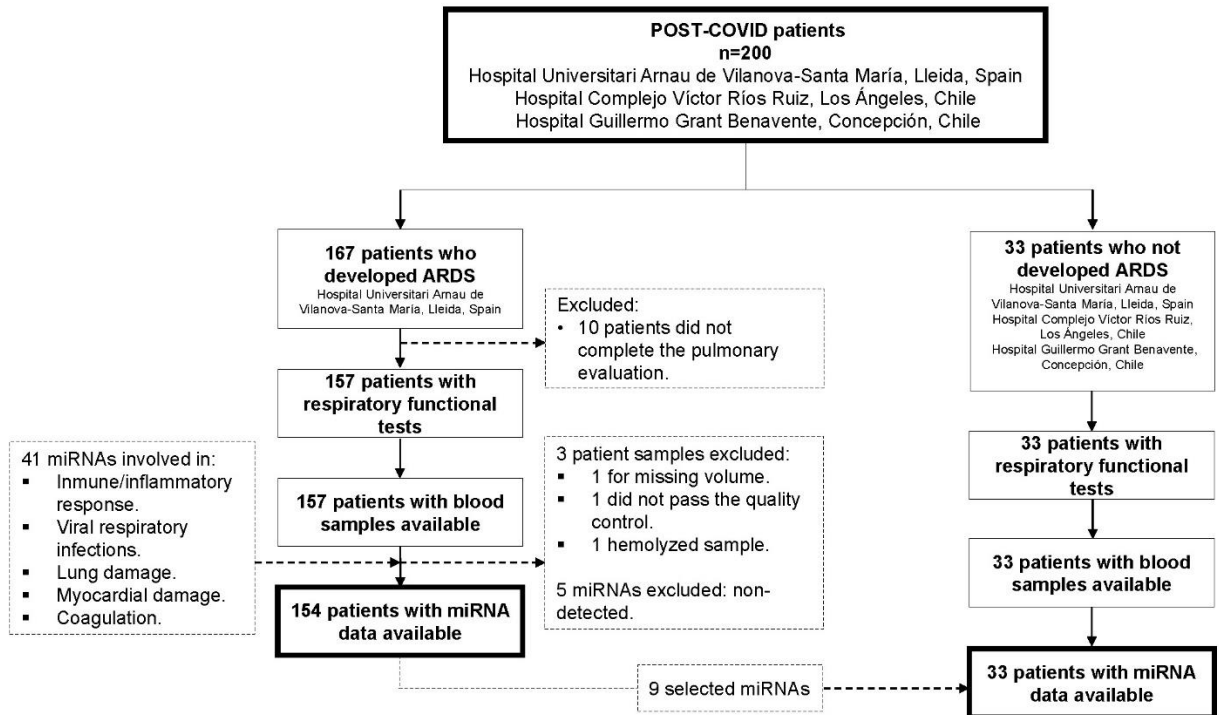 POST-COVID patients
n=200
Hospital Universitari Arnau de Vilanova-Santa María, Lleida, Spain
Hospital Complejo Víctor Ríos Ruiz, Los Ángeles, Chile
Hospital Guillermo Grant Benavente, Concepción, Chile
167 patients who
developed ARDS
Hospital Universitari Arnau de
Vilanova-Santa María, Lleida, Spain
33 patients who not
developed ARDS
Hospital Universitari Arnau de
Vilanova-Santa María, Lleida, Spain
Hospital Complejo Víctor Ríos Ruiz,
Los Ángeles, Chile
Hospital Guillermo Grant Benavente,
Concepción, Chile
Excluded:
• 10 patients did not
complete the pulmonary
evaluation.
157 patients with
respiratory functional
tests
33 patients with
respiratory functional
tests
41 miRNAs involved in:
▪ Inmune/inflammatory
response.
▪ Viral respiratory
infections.
▪ Lung damage.
▪ Myocardial damage.
▪ Coagulation.
157 patients with blood
samples available
3 patient samples excluded:
▪ 1 for missing volume.
▪ 1 did not pass the quality
control.
▪ 1 hemolyzed sample.
5 miRNAs excluded: non-
detected.
33 patients with blood
samples available
154 patients with miRNA
data available
9 selected miRNAs
33 patients with miRNA
data available